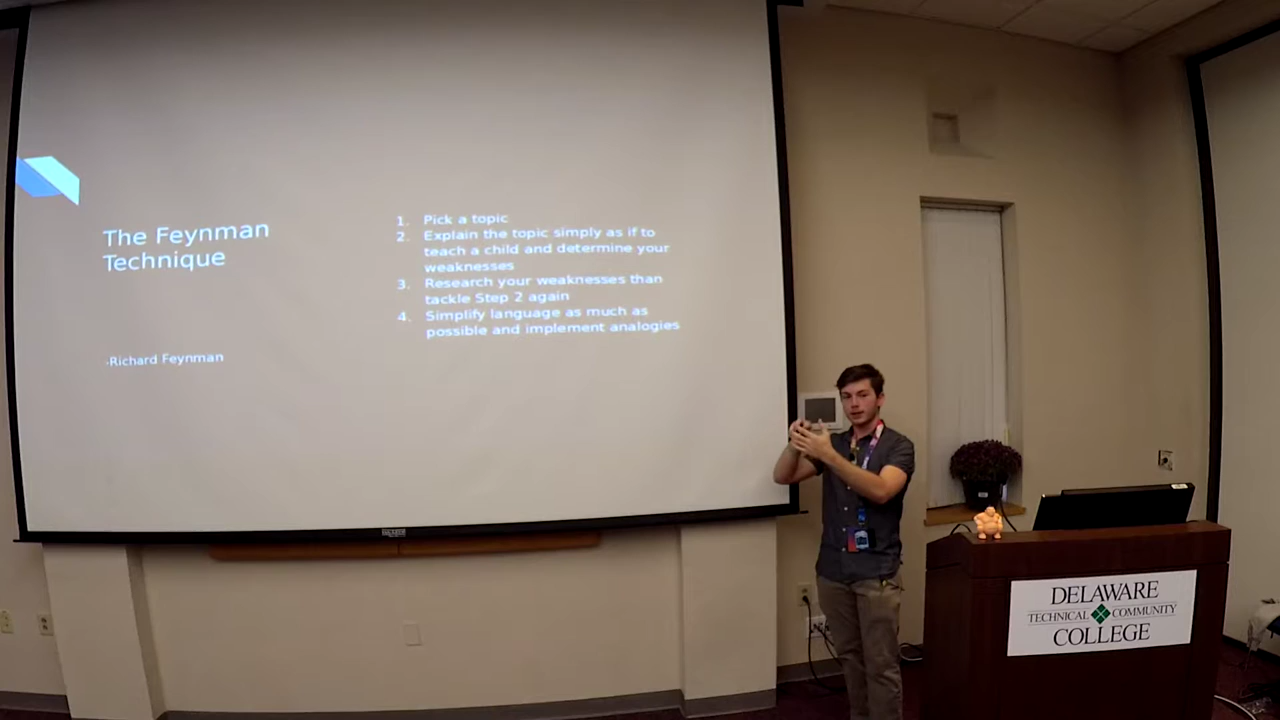 The Feynman
Technique
-Richard Feynman
1. Pick a topic
2. Explain the topic simply as if to
teach a child and determine your
weaknesses
3. Research your weaknesses than
tackle Step 2 again
4. Simplify language as much as
possible and implement analogies
DELAWARE
TECHNICAL COMMUNITY
COLLEGE